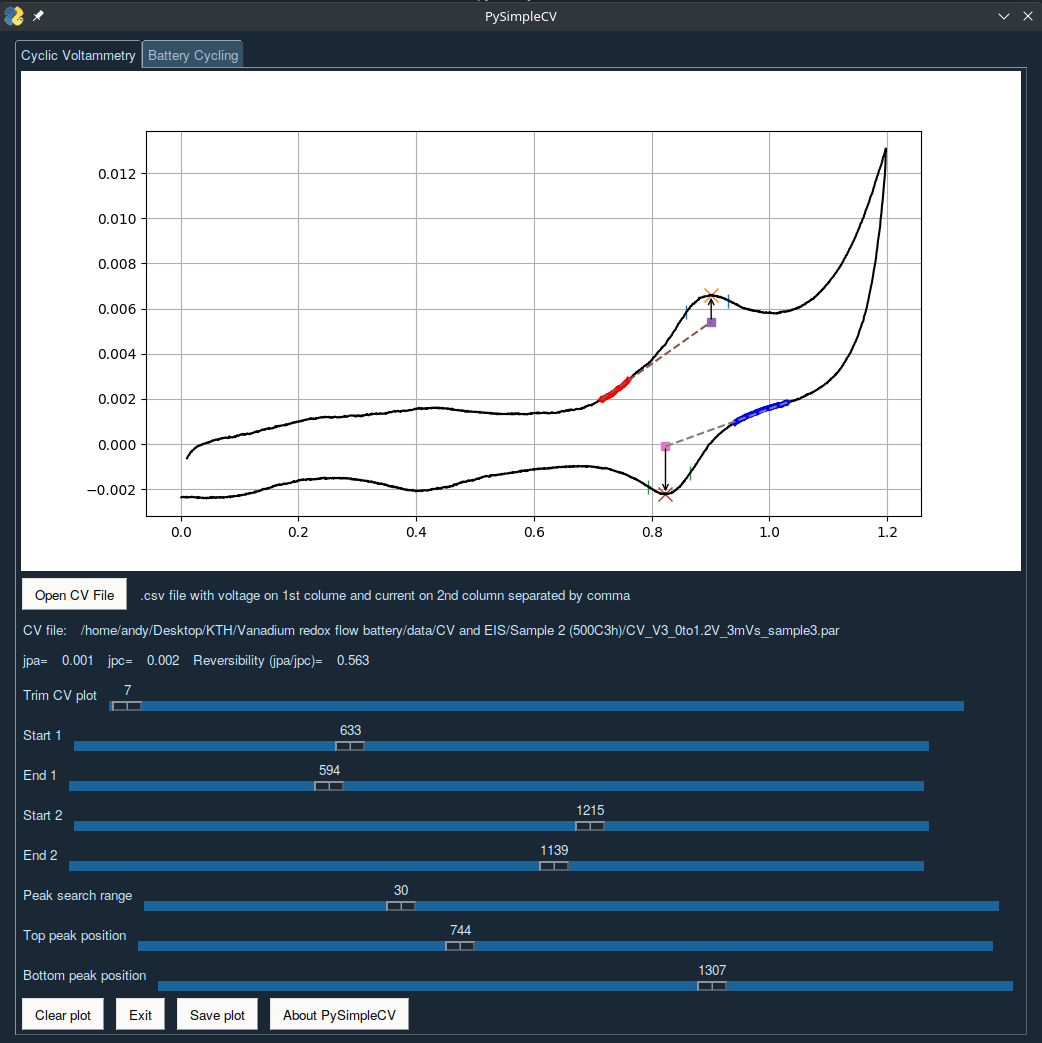 PySimpleCV
Cyclic Voltammetry Battery Cycling
0.012
0.010
0.008
0.006
0.004
0.002
0.000
−0.002
0.0 0.2 0.4 0.6 0.8 1.0 1.2
Open CV File .csv file with voltage on 1st colume and current on 2nd column separated by comma
CV file: /home/andy/Desktop/KTH/Vanadium redox flow battery/data/CV and EIS/Sample 2 (500C3h)/CV_V3_0to1.2V_3mVs_sample3.par
jpa= 0.001 jpc= 0.002 Reversibility (jpa/jpc)= 0.563
Trim CV plot 7
Start 1 633
End 1 594
Start 2 1215
End 2 1139
Peak search range 30
Top peak position 744
Bottom peak position 1307
Clear plot Exit Save plot About PySimpleCV